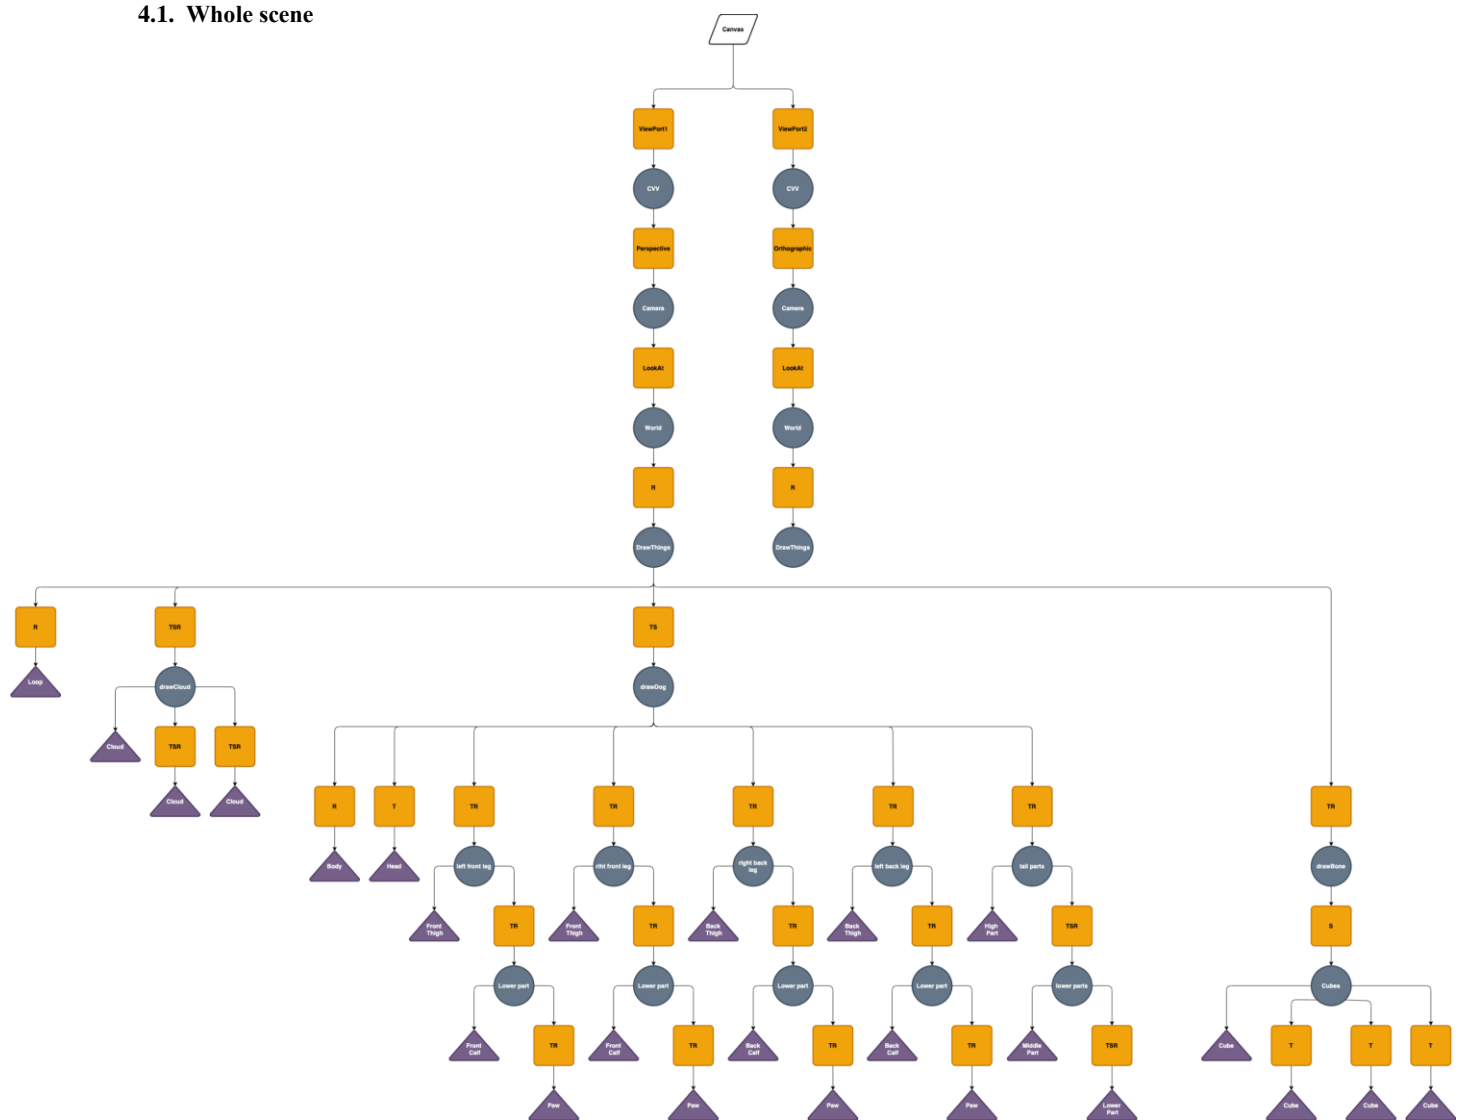 4.1. Whole scene
Canvas
ViewPort1
ViewPort2
CVV
CVV
Perspective
Orthographic
Camera
Camera
LookAt
LookAt
World
World
R
R
DrawThings
DrawThings
R
TSR
TS
TR
Loop
drawCloud
drawDog
Cloud
TSR
TSR
Cloud
Cloud
R
T
TR
TR
TR
TR
TR
Body
Head
left front leg
riht front leg
right back
leg
left back leg
tail parts
drawBone
Front
Thigh
TR
Front
Thigh
TR
Back
Thigh
TR
Back
Thigh
TR
High
Part
TSR
S
Lower part
Lower part
Lower part
Lower part
lower parts
Cubes
Front
Calf
TR
Front
Calf
TR
Back
Calf
TR
Back
Calf
TR
Middle
Part
TSR
Cube
T
T
T
Paw
Paw
Paw
Paw
Lower
Part
Cube
Cube
Cube